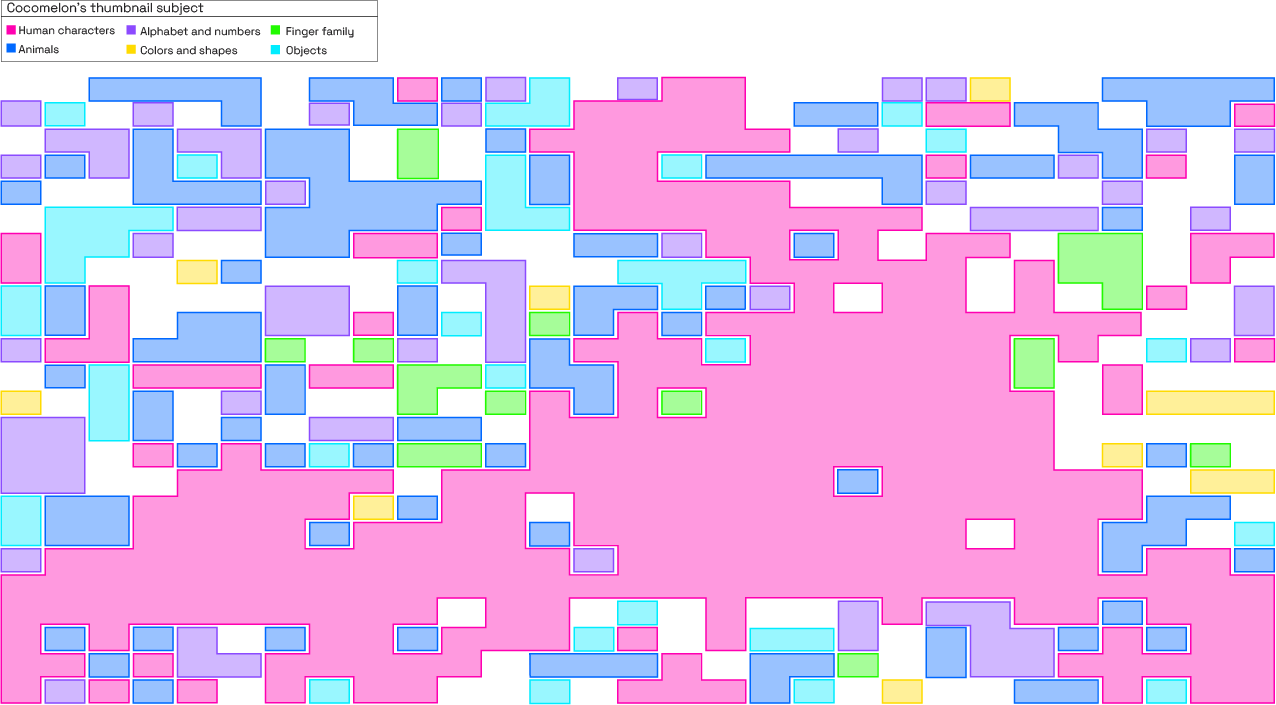 Cocomelon's thumbnail subject
Human characters
Alphabet and numbers
Finger family
Animals
Colors and shapes
Objects